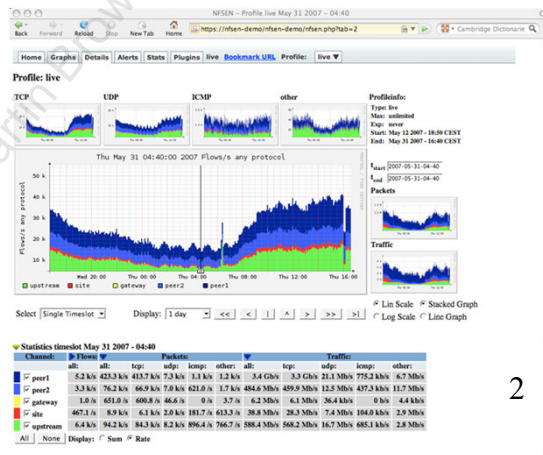 NFSEN – Profile live May 31 2007 – 04:40
Back Forward Reload Stop New Tab Home https://nfsen-demo/nfsen-demo/nfsen.php?tab=2 Cambridge Dictionarie
Home Graphs Details Alerts Stats Plugins live Bookmark URL Profile: live ▼
Profile: live
TCP UDP ICMP other
Profileinfo:
Type: live
Max: unlimited
Exp: never
Start: May 12 2007 - 18:50 CEST
End: May 31 2007 - 16:40 CEST
t start 2007-05-31-04-40
t end 2007-05-31-04-40
Packets
Traffic
Thu May 31 04:40:00 2007 Flows/s any protocol
Flows/s any protocol
50 k
40 k
30 k
20 k
10 k
Wed 20:00 Thu 00:00 Thu 04:00 Thu 08:00 Thu 12:00 Thu 16:00
upstream site gateway peer2 peer1
Lin Scale Stacked Graph
Log Scale Line Graph
Select Single Timeslot Display: 1 day << < | ^ > >> >|
Statistics timeslot May 31 2007 - 04:40
Channel: Flows: Packets: Traffic:
all: all: tcp: udp: icmp: other: all: tcp: udp: icmp: other:
peer1 5.2 k/s 423.1 k/s 413.7 k/s 7.3 k/s 1.1 k/s 1.2 k/s 3.4 Gb/s 3.3 Gb/s 21.1 Mb/s 775.2 kb/s 6.7 Mb/s
peer2 3.3 k/s 76.2 k/s 66.9 k/s 7.0 k/s 621.0 /s 1.7 k/s 484.6 Mb/s 459.9 Mb/s 12.5 Mb/s 437.3 kb/s 11.7 Mb/s
gateway 1.0 /s 651.0 /s 600.8 /s 46.6 /s 0 /s 3.7 /s 6.2 Mb/s 6.1 Mb/s 36.4 kb/s 0 b/s 4.4 kb/s
site 467.1 /s 8.9 k/s 6.1 k/s 2.0 k/s 181.7 /s 613.3 /s 38.8 Mb/s 28.3 Mb/s 7.4 Mb/s 104.0 kb/s 2.9 Mb/s
upstream 6.4 k/s 94.2 k/s 84.3 k/s 8.2 k/s 896.4 /s 766.7 /s 588.4 Mb/s 568.2 Mb/s 16.7 Mb/s 685.1 kb/s 2.8 Mb/s
All None Display: Sum Rate
2